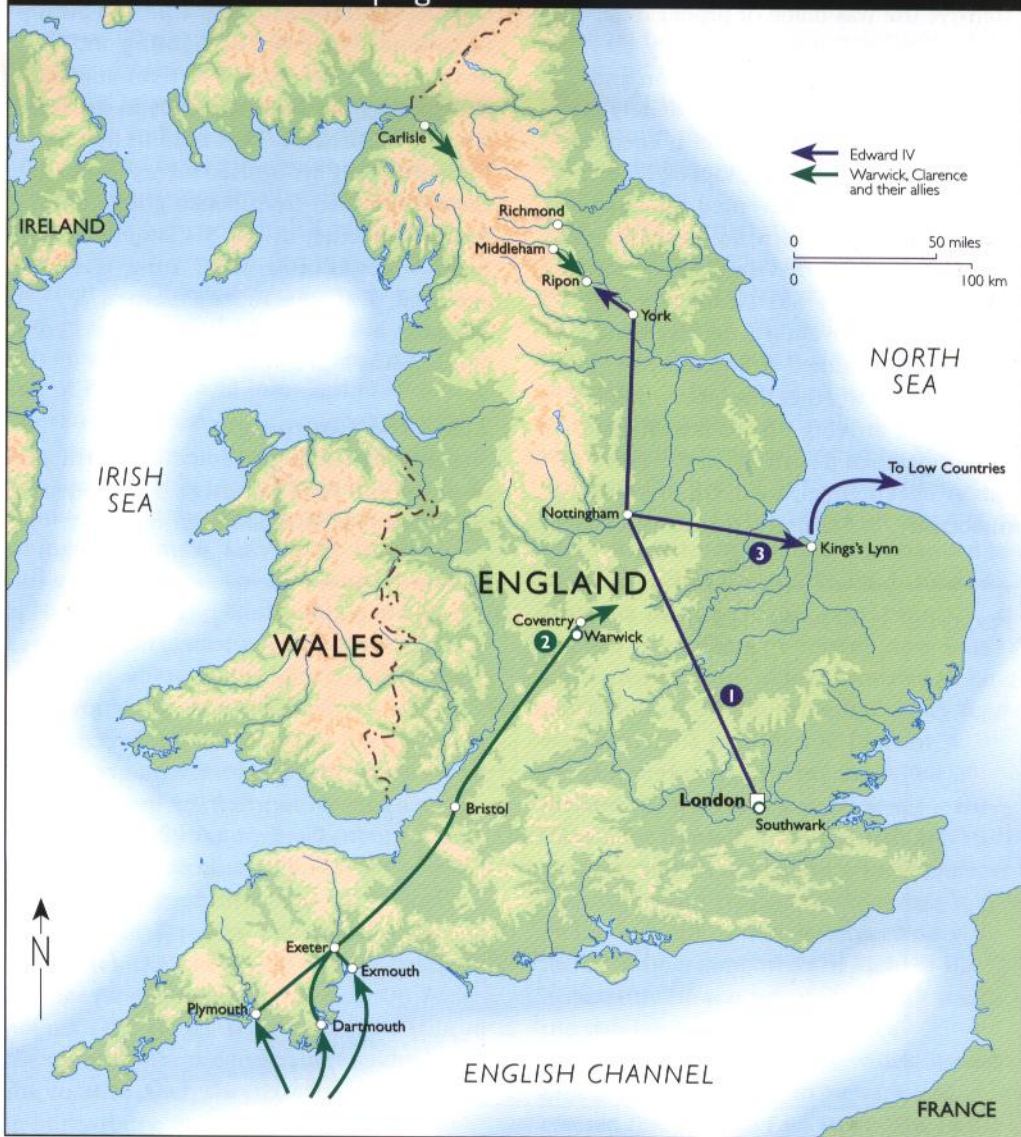 Carlisle
Edward IV
Warwick, Clarence
and their allies
IRELAND
Richmond
Middleham
Ripon
0
50 miles
0
100 km
York
NORTH
SEA
IRISH
SEA
To Low Countries
Nottingham
3
Kings's Lynn
ENGLAND
Coventry
2
Warwick
WALES
1
London
Southwark
Bristol
N
Exeter
Exmouth
Plymouth
Dartmouth
ENGLISH CHANNEL
FRANCE